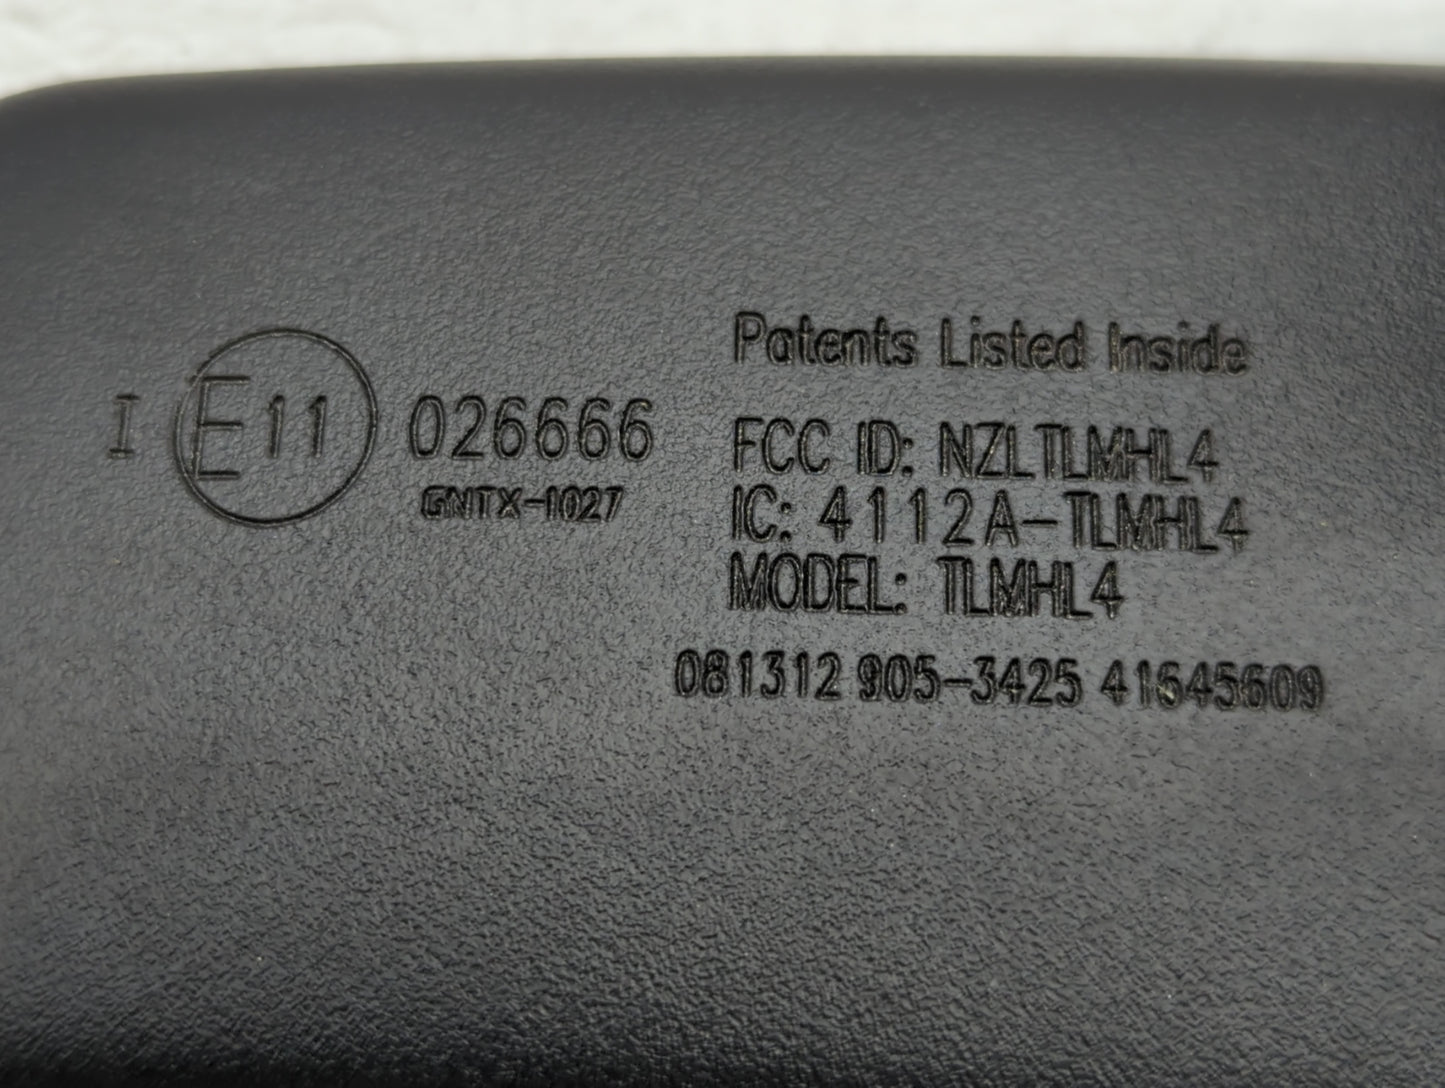 I E11 026666
GNTX-1027
Patents Listed Inside
FCC ID: NZLTLMHL4
IC: 4112A-TLMHL4
MODEL: TLMHL4
081312 905-3425 41645609